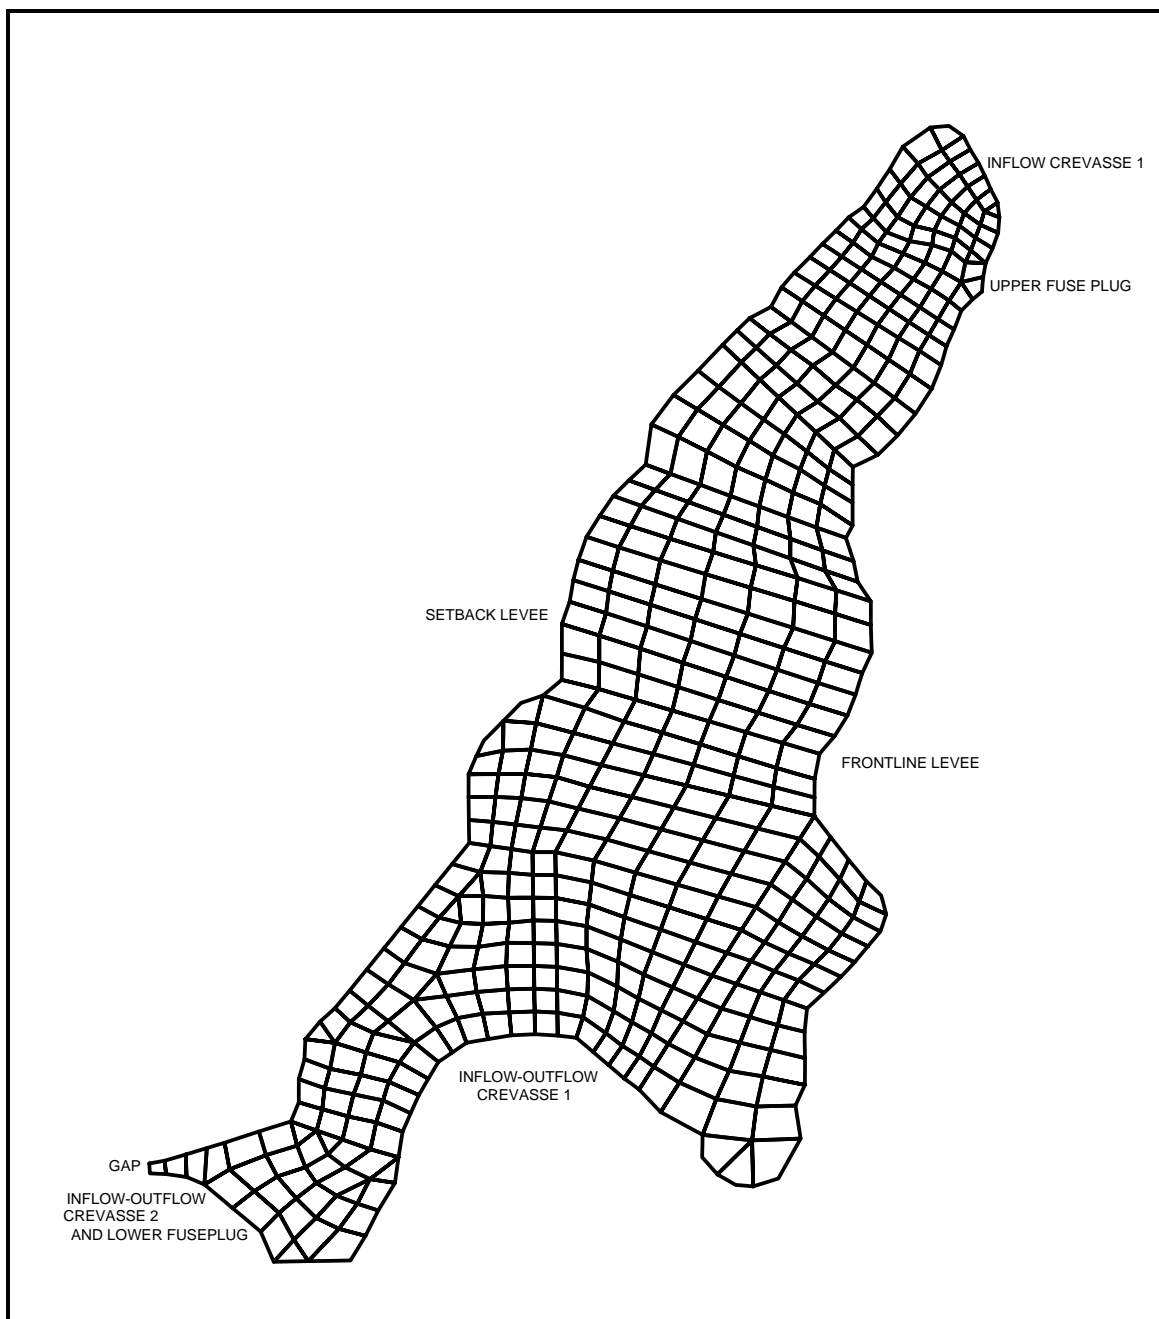 INFLOW CREVASSE 1
UPPER FUSE PLUG
SETBACK LEVEE
FRONTLINE LEVEE
INFLOW-OUTFLOW
CREVASSE 1
GAP
INFLOW-OUTFLOW
CREVASSE 2
AND LOWER FUSEPLUG